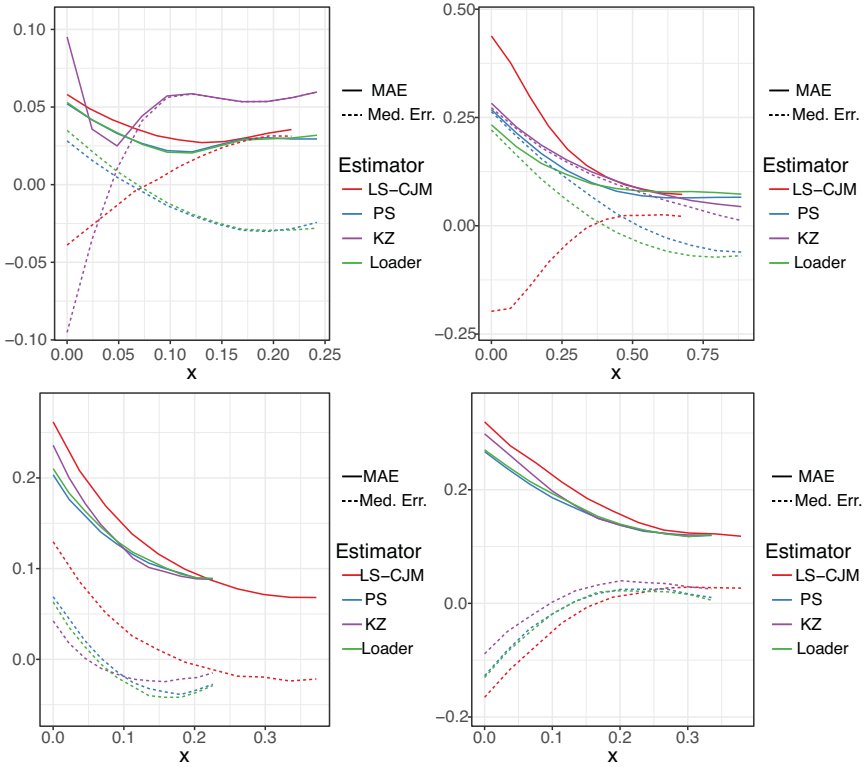 0.10
0.05
0.00
−0.05
−0.10
0.00 0.05 0.10 0.15 0.20 0.25
x
MAE
Med. Err.
Estimator
LS−CJM
PS
KZ
Loader
0.50
0.25
0.00
−0.25
0.00 0.25 0.50 0.75
x
MAE
Med. Err.
Estimator
LS−CJM
PS
KZ
Loader
0.2
0.1
0.0
0.0 0.1 0.2 0.3
x
MAE
Med. Err.
Estimator
LS−CJM
PS
KZ
Loader
0.2
0.0
−0.2
0.0 0.1 0.2 0.3
x
MAE
Med. Err.
Estimator
LS−CJM
PS
KZ
Loader